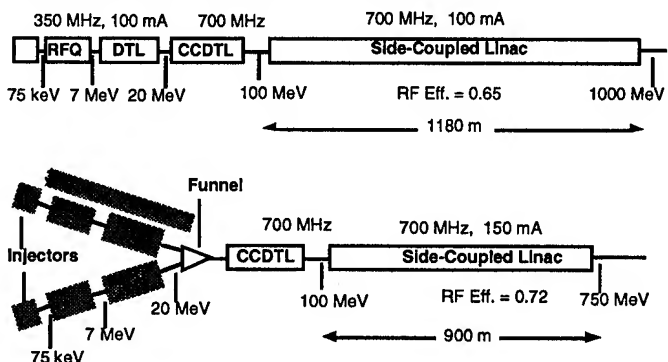 350 MHz, 100 mA 700 MHz 700 MHz, 100 mA
RFQ DTL CCDTL Side-Coupled Linac
75 keV 7 MeV 20 MeV 100 MeV RF Eff. = 0.65 1000 MeV
1180 m
Funnel
700 MHz 700 MHz, 150 mA
Injectors CCDTL Side-Coupled Linac
20 MeV 100 MeV RF Eff. = 0.72 750 MeV
7 MeV
900 m
75 keV